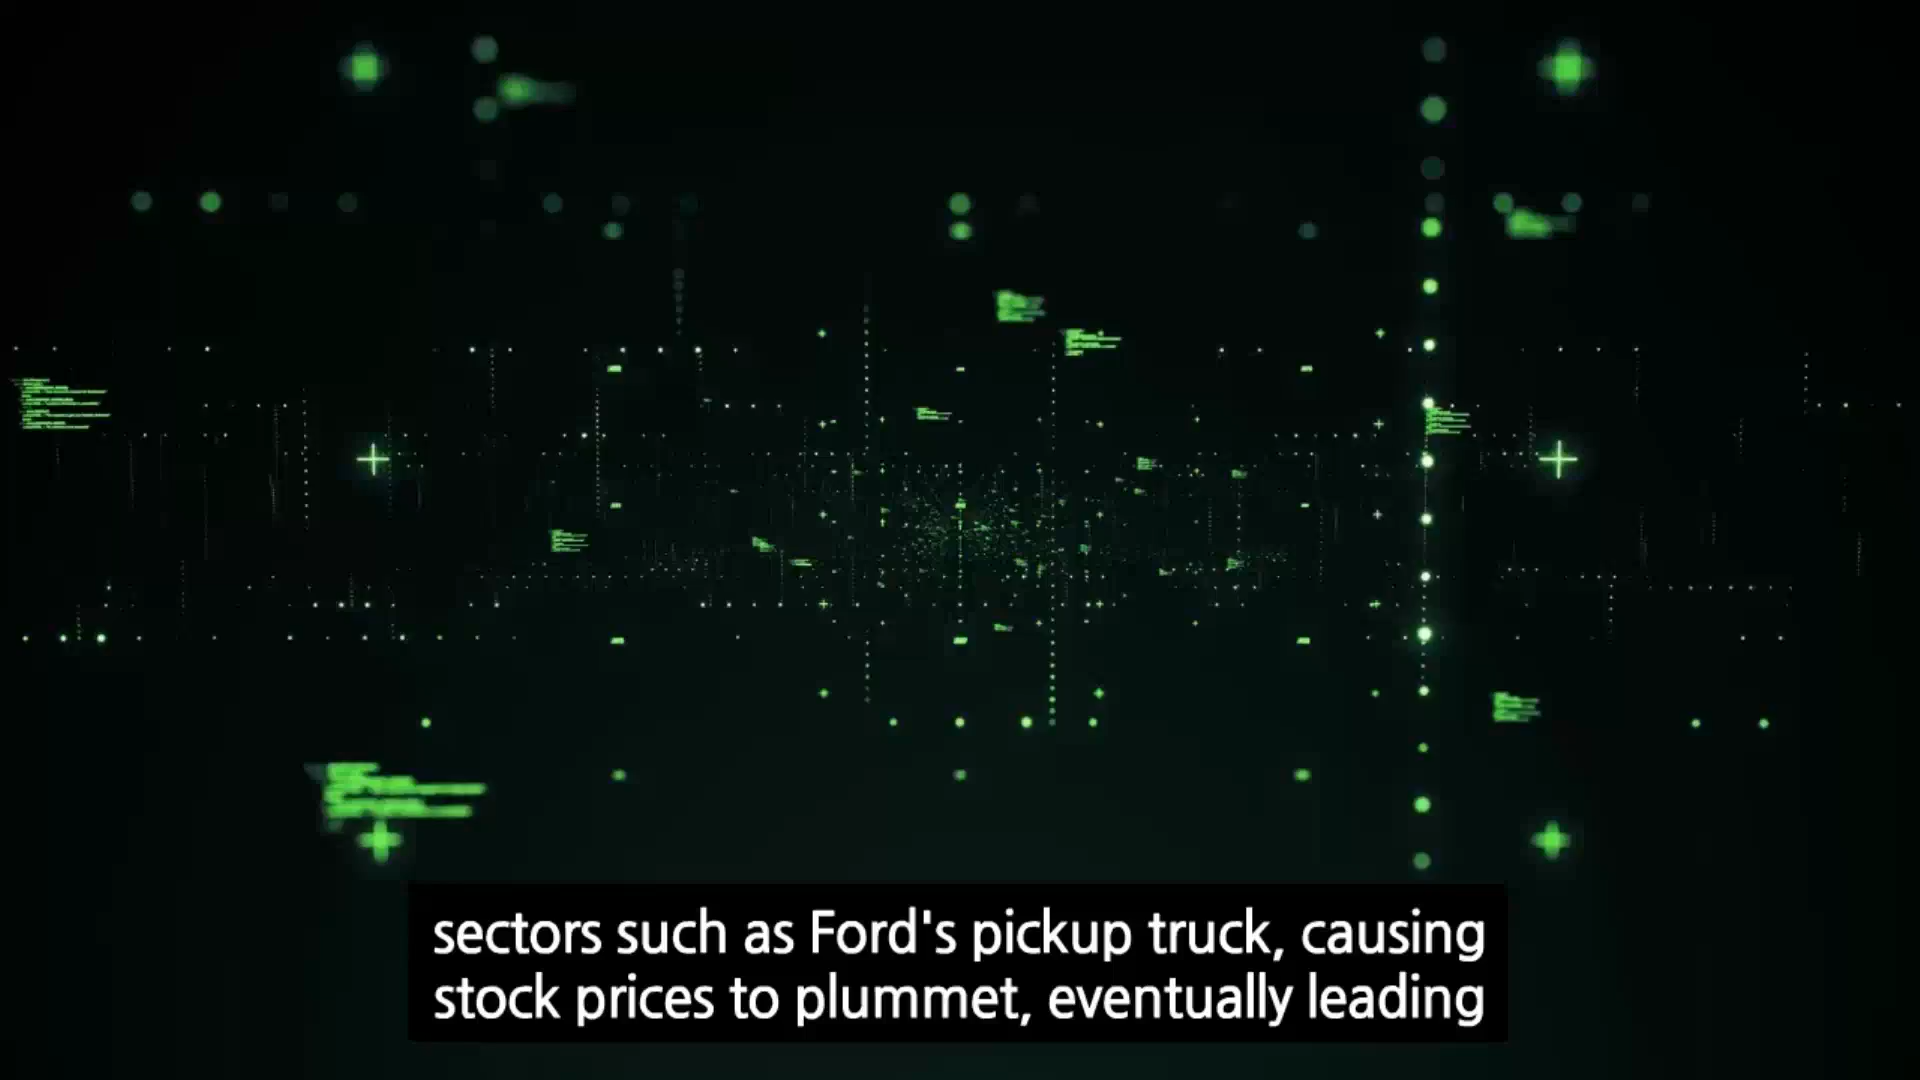 sectors such as Ford's pickup truck, causing
stock prices to plummet, eventually leading